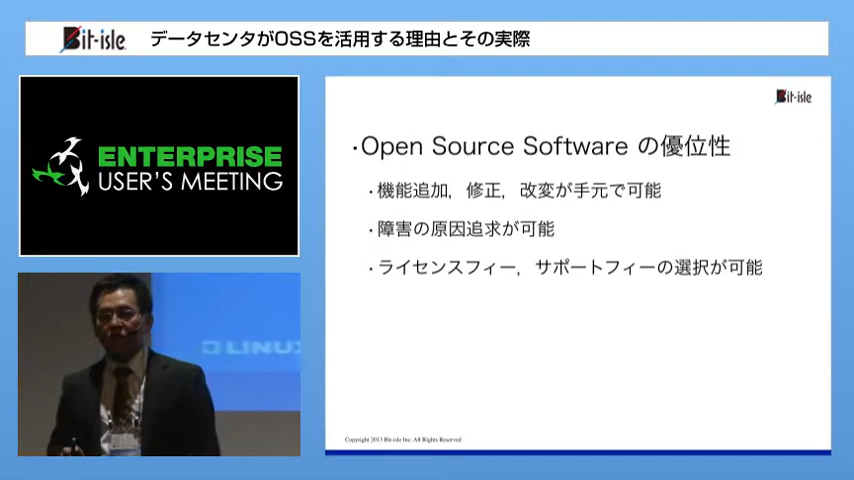 Bit-isle データセンタがOSSを活用する理由とその実際
ENTERPRISE
USER'S MEETING
LINUX
Bit-isle
・Open Source Software の優位性
・機能追加，修正，改変が手元で可能
・障害の原因追求が可能
・ライセンスフィー，サポートフィーの選択が可能
Copyright 2013 Bit-isle Inc. All Rights Reserved